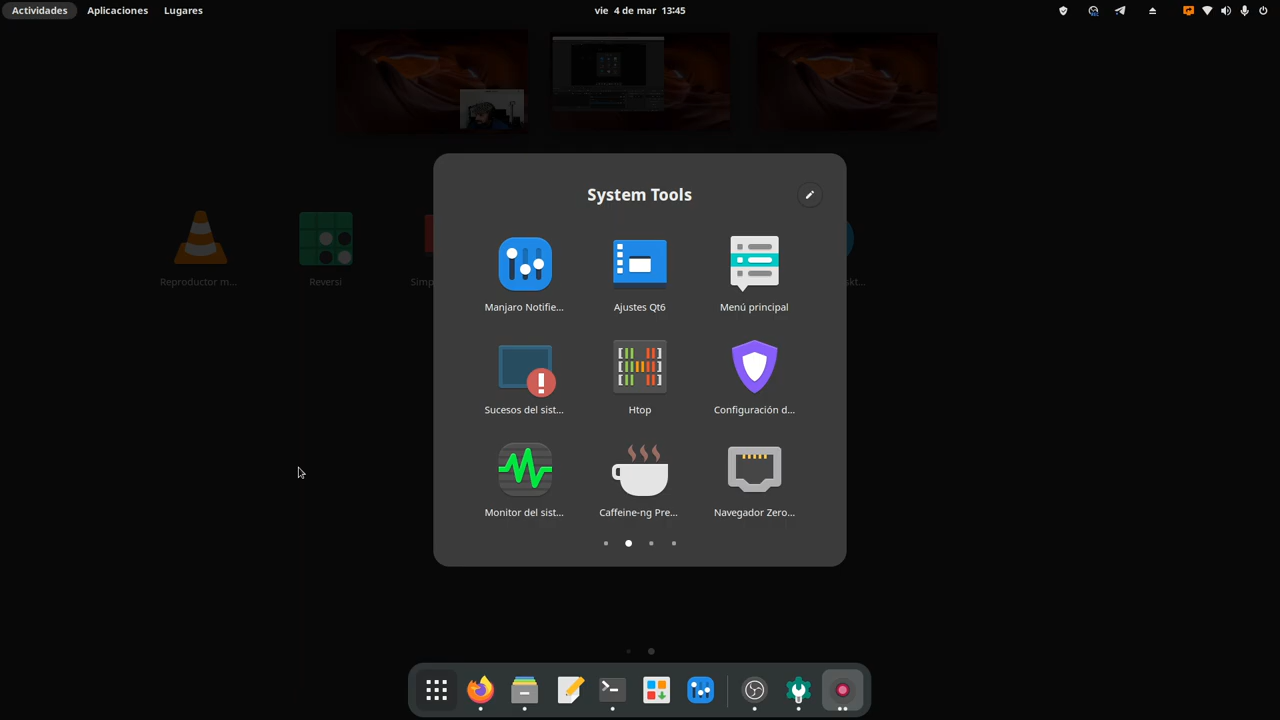 Actividades Aplicaciones Lugares vie 4 de mar 13:45
System Tools
Manjaro Notifie... Ajustes Qt6 Menú principal
Reproductor m... Reversi Simp
Sucesos del sist... Htop Configuración d...
Monitor del sist... Caffeine-ng Pre... Navegador Zero...